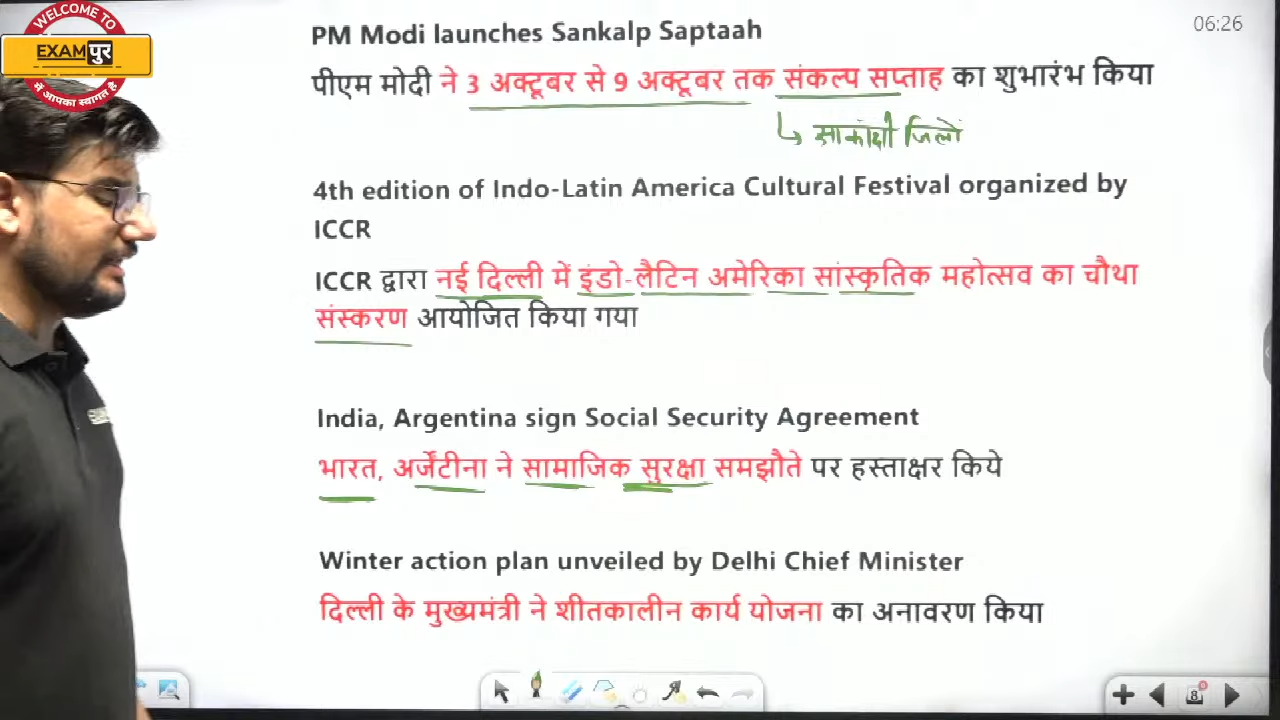 WELCOME TO
EXAMपुर
में आपका स्वागत है
06:26
PM Modi launches Sankalp Saptaah
पीएम मोदी ने 3 अक्टूबर से 9 अक्टूबर तक संकल्प सप्ताह का शुभारंभ किया
जिलों
4th edition of Indo-Latin America Cultural Festival organized by
ICCR
ICCR द्वारा नई दिल्ली में इंडो-लैटिन अमेरिका सांस्कृतिक महोत्सव का चौथा
संस्करण आयोजित किया गया
India, Argentina sign Social Security Agreement
भारत, अर्जेंटीना ने सामाजिक सुरक्षा समझौते पर हस्ताक्षर किये
Winter action plan unveiled by Delhi Chief Minister
दिल्ली के मुख्यमंत्री ने शीतकालीन कार्य योजना का अनावरण किया
8